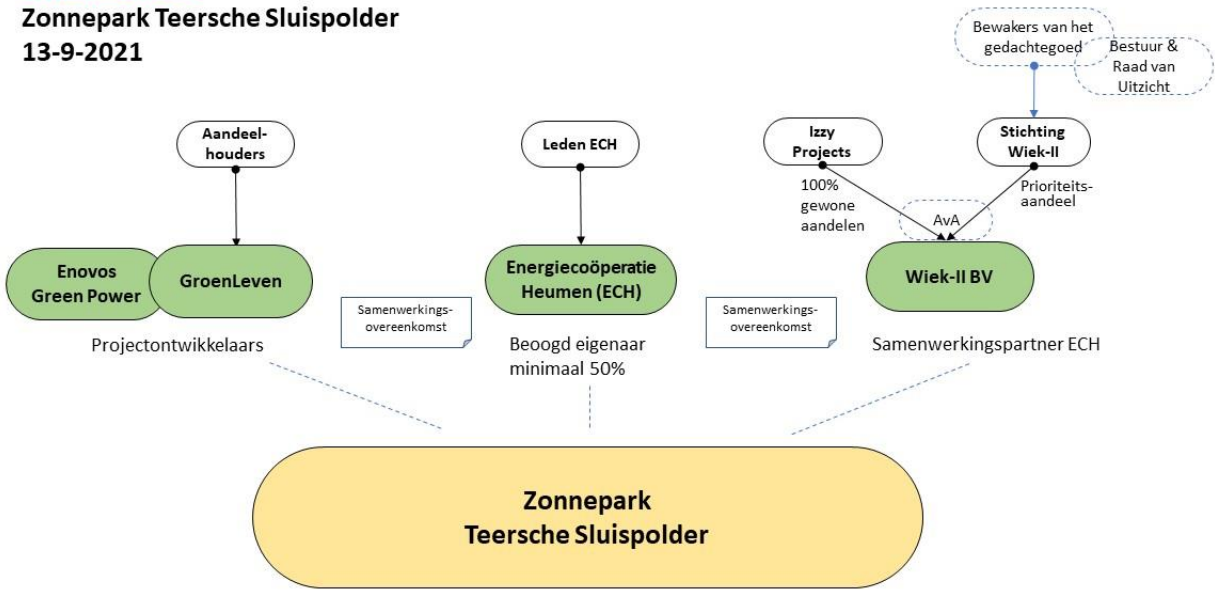 Zonnepark Teersche Sluispolder
13-9-2021
Bewakers van het
gedachtegoed
Bestuur &
Raad van
Uitzicht
Aandeel-
houders
Leden ECH
Izzy
Projects
Stichting
Wiek-II
100%
gewone
aandelen
AvA
Prioriteits-
aandeel
Enovos
Green Power
GroenLeven
Energiecoöperatie
Heumen (ECH)
Wiek-II BV
Samenwerkings-
overeenkomst
Samenwerkings-
overeenkomst
Projectontwikkelaars
Beoogd eigenaar
minimaal 50%
Samenwerkingspartner ECH
Zonnepark
Teersche Sluispolder